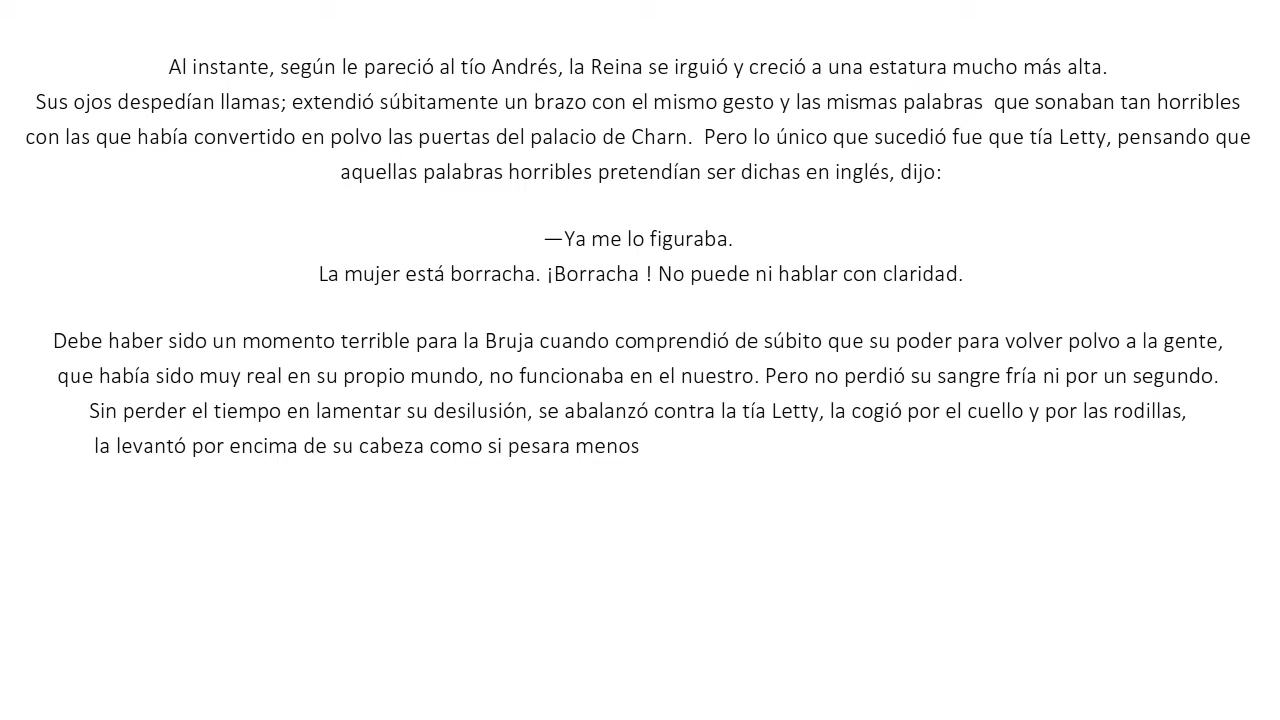 Al instante, según le pareció al tío Andrés, la Reina se irguió y creció a una estatura mucho más alta.
Sus ojos despedían llamas; extendió súbitamente un brazo con el mismo gesto y las mismas palabras  que sonaban tan horribles
con las que había convertido en polvo las puertas del palacio de Charn.  Pero lo único que sucedió fue que tía Letty, pensando que
aquellas palabras horribles pretendían ser dichas en inglés, dijo:
—Ya me lo figuraba.
La mujer está borracha. ¡Borracha ! No puede ni hablar con claridad.
Debe haber sido un momento terrible para la Bruja cuando comprendió de súbito que su poder para volver polvo a la gente,
que había sido muy real en su propio mundo, no funcionaba en el nuestro. Pero no perdió su sangre fría ni por un segundo.
Sin perder el tiempo en lamentar su desilusión, se abalanzó contra la tía Letty, la cogió por el cuello y por las rodillas,
la levantó por encima de su cabeza como si pesara menos